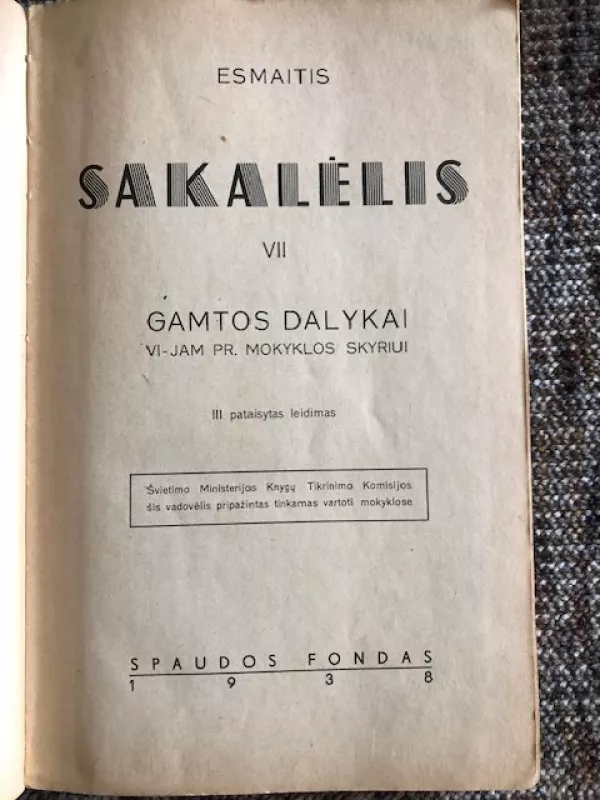 ESMAITIS
SAKALĖLIS
VII
GAMTOS DALYKAI
VI-JAM PR. MOKYKLOS SKYRIUI
III pataisytas leidimas
Švietimo Ministerijos Knygų Tikrinimo Komisijos
šis vadovėlis pripažintas tinkamas vartoti mokyklose
SPAUDOS FONDAS
1938